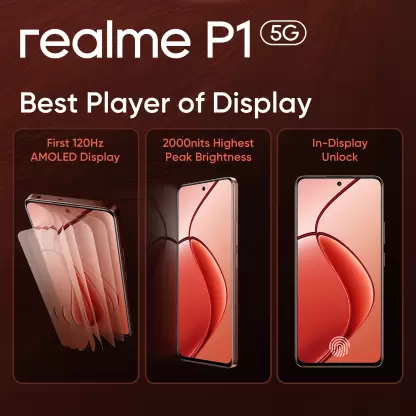 realme P1 5G
Best Player of Display
First 120Hz
AMOLED Display
2000nits Highest
Peak Brightness
In-Display
Unlock